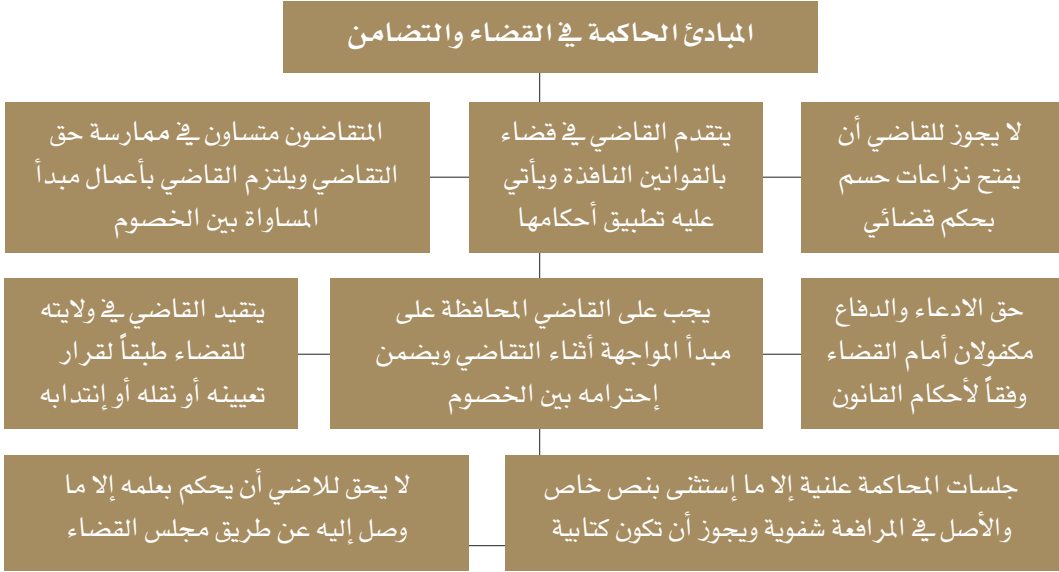 المبادئ الحاكمة في القضاء والتضامن
لا يجوز للقاضي أن
يفتح نزاعات حسم
بحكم قضائي
يتقدم القاضي في قضاء
بالقوانين النافذة ويأتي
عليه تطبيق أحكامها
المتقاضون متساون في ممارسة حق
التقاضي ويلتزم القاضي بأعمال مبدأ
المساواة بين الخصوم
حق الادعاء والدفاع
مكفولان أمام القضاء
وفقاً لأحكام القانون
يجب على القاضي المحافظة على
مبدأ المواجهة أثناء التقاضي ويضمن
إحترامه بين الخصوم
يتقيد القاضي في ولايته
للقضاء طبقاً لقرار
تعيينه أو نقله أو إنتدابه
جلسات المحاكمة علنية إلا ما إستثنى بنص خاص
والأصل في المرافعة شفوية ويجوز أن تكون كتابية
لا يحق للاضي أن يحكم بعلمه إلا ما
وصل إليه عن طريق مجلس القضاء